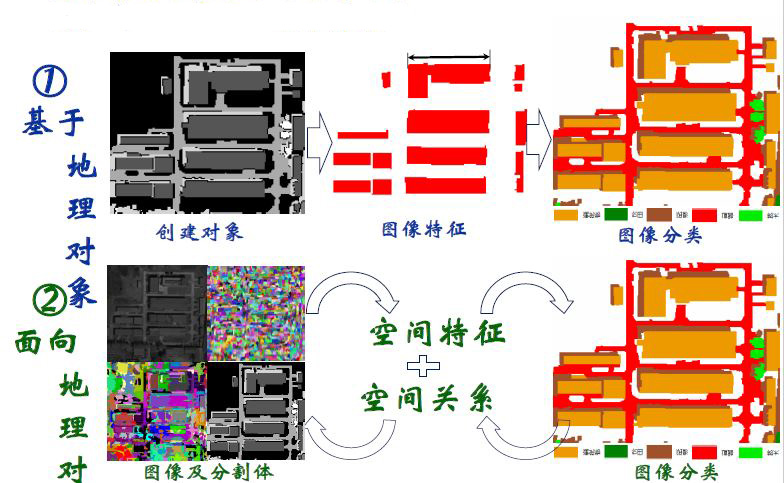 ①
基于
地
理
对
象
创建对象
图像特征
图像分类
②
面向
地
理
对
空间特征
+
空间关系
图像及分割体
图像分类